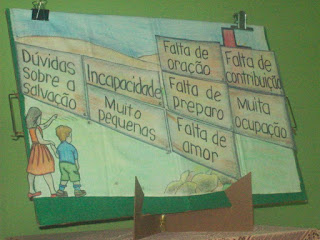 Dúvidas
sobre a
salvação
Incapacidade
Muito
pequenas
Falta de
oração
Falta de
preparo
Falta de
amor
Falta de
contribuição
Muita
ocupação